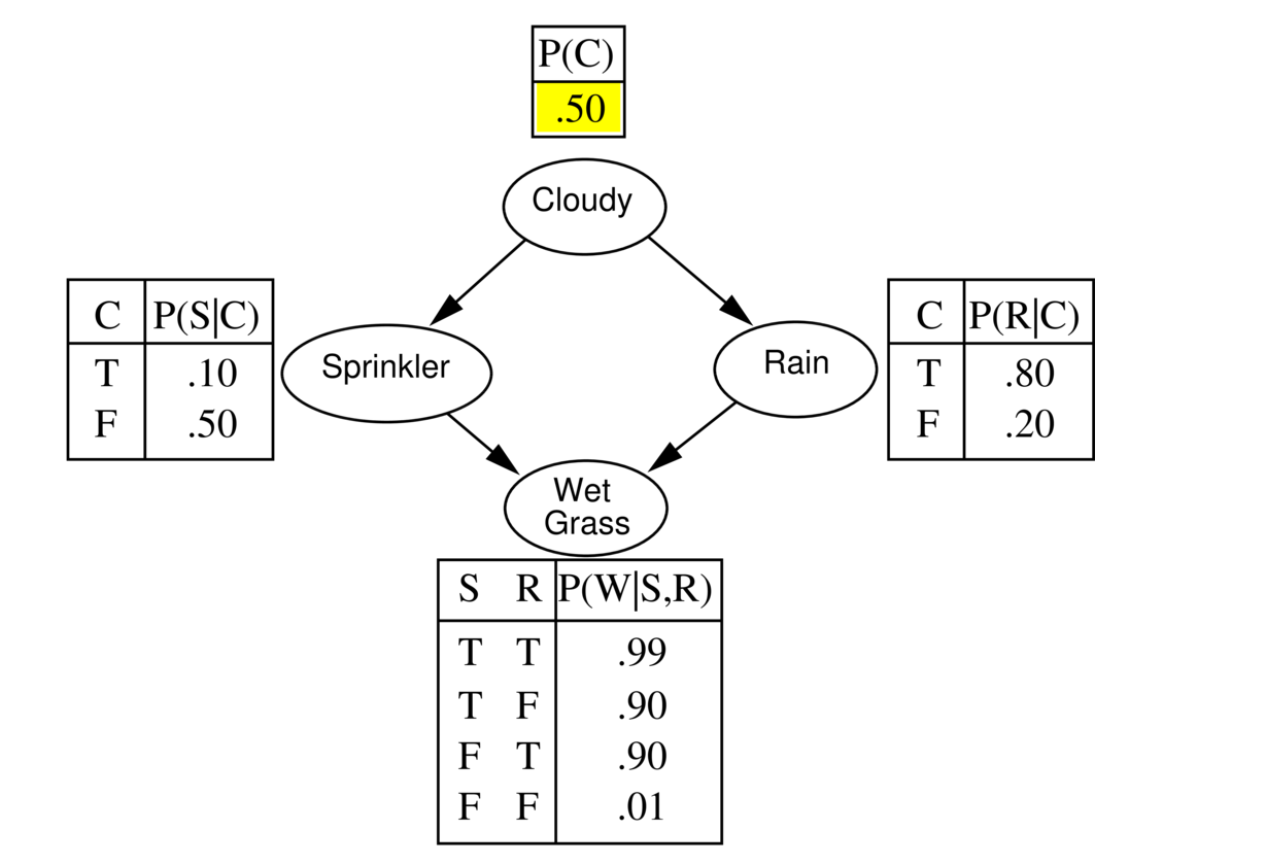 P(C)
.50
Cloudy
C P(S|C)
T .10
F .50
Sprinkler
Rain
C P(R|C)
T .80
F .20
Wet
Grass
S R P(W|S,R)
T T .99
T F .90
F T .90
F F .01